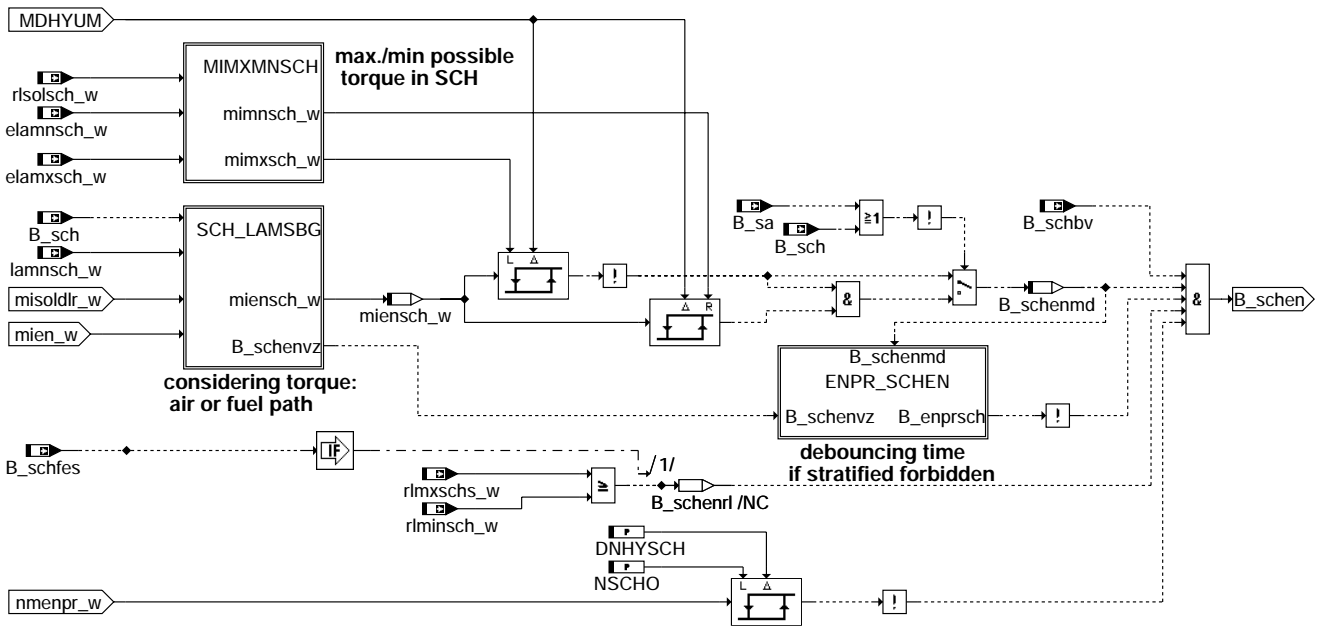 MDHYUM
max./min possible
torque in SCH
MIMXMNSCH
rlsolsch_w
mimnsch_w
elamnsch_w
mimxsch_w
elamxsch_w
B_sch
SCH_LAMSBG
lamnsch_w
misoldlr_w
miensch_w
mien_w
B_schenvz
considering torque:
air or fuel path
miensch_w
L Δ
!
Δ R
&
B_sa
B_sch
≥1
!
B_schbv
B_schenmd
&
B_schen
B_schenmd
ENPR_SCHEN
B_schenvz B_enprsch
!
debouncing time
if stratified forbidden
B_schfes
IF
/1/
rlmxschs_w
≥
rlminsch_w
B_schenrl /NC
P
DNHYSCH
P
NSCHO
L Δ
nmenpr_w
!